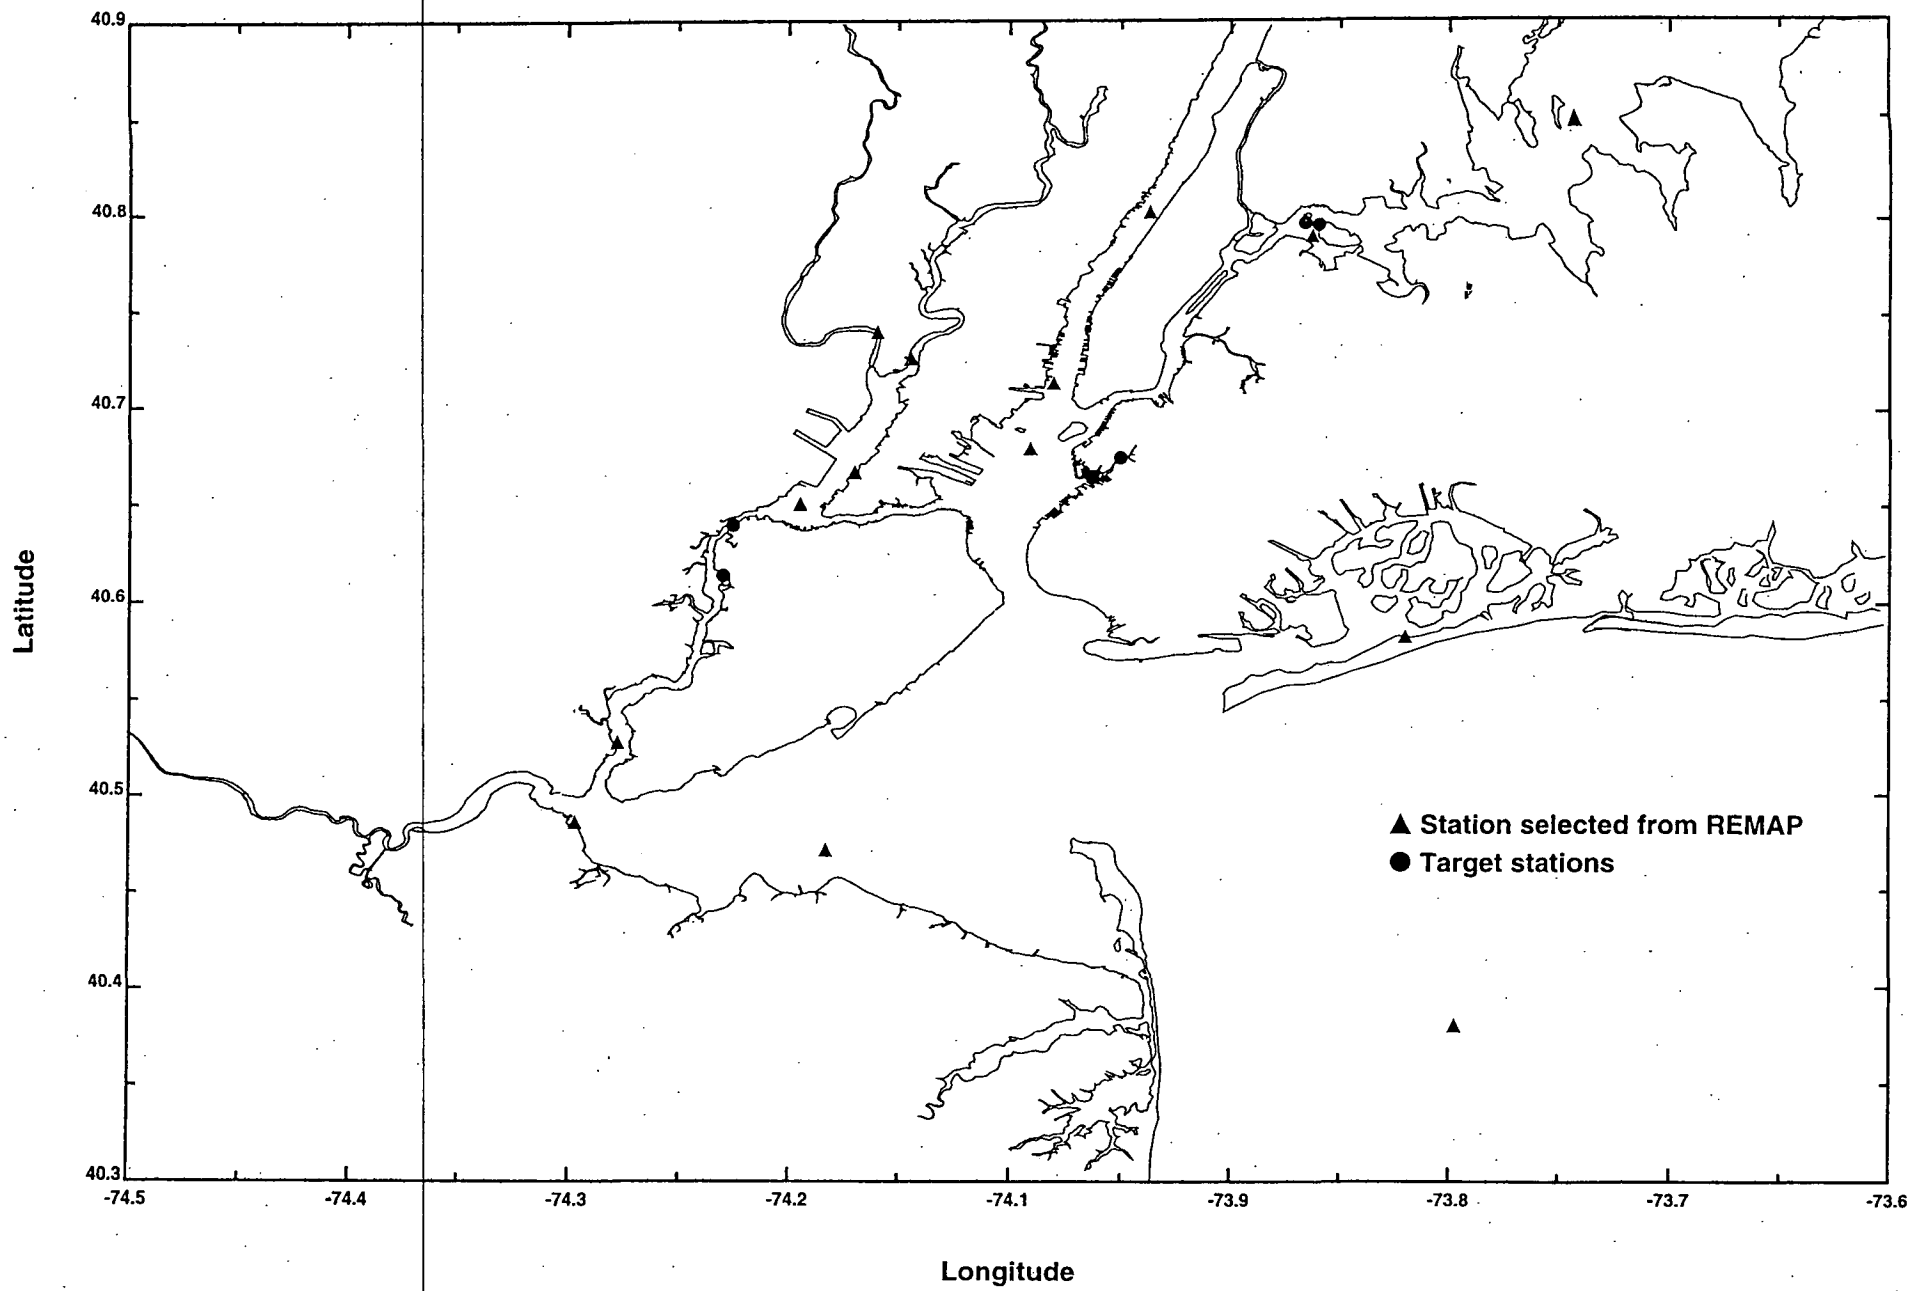 40.9
40.8
40.7
40.6
40.5
40.4
40.3
Latitude
▲ Station selected from REMAP
● Target stations
-74.5 -74.4 -74.3 -74.2 -74.1 -73.9 -73.8 -73.7 -73.6
Longitude